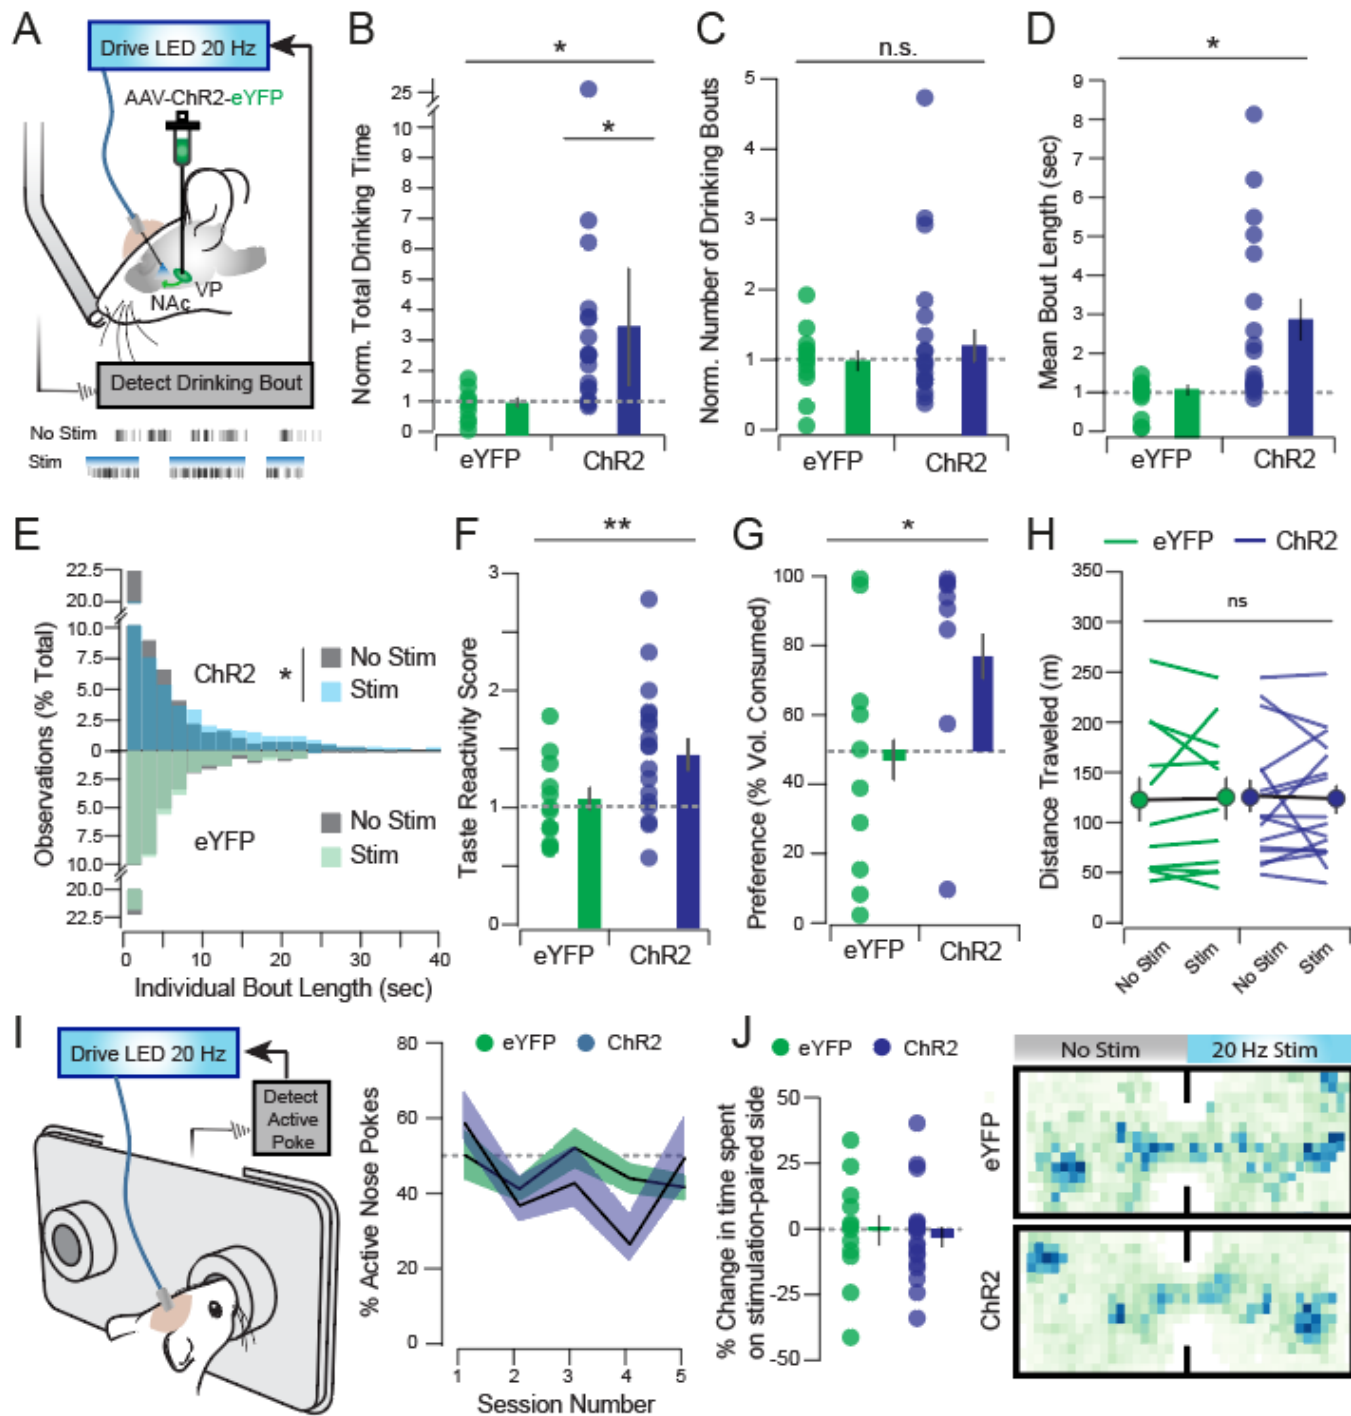 A
Drive LED 20 Hz
AAV-ChR2-eYFP
VP
NAc
Detect Drinking Bout
No Stim
Stim
B
*
*
Norm. Total Drinking Time
25
10
9
8
7
6
5
4
3
2
1
0
eYFP
ChR2
C
n.s.
Norm. Number of Drinking Bouts
5
4
3
2
1
0
eYFP
ChR2
D
*
Mean Bout Length (sec)
9
8
7
6
5
4
3
2
1
0
eYFP
ChR2
E
Observations (% Total)
22.5
20.0
10.0
7.5
5.0
2.5
0
2.5
5.0
7.5
10.0
20.0
22.5
ChR2
*
No Stim
Stim
eYFP
No Stim
Stim
0
10
20
30
40
Individual Bout Length (sec)
F
**
Taste Reactivity Score
3
2
1
0
eYFP
ChR2
G
*
Preference (% Vol. Consumed)
100
80
60
40
20
0
eYFP
ChR2
H
eYFP
ChR2
ns
Distance Traveled (m)
350
300
250
200
150
100
50
0
No Stim
Stim
No Stim
Stim
I
Drive LED 20 Hz
Detect
Active
Poke
eYFP
ChR2
% Active Nose Pokes
80
60
40
20
0
1
2
3
4
5
Session Number
J
eYFP
ChR2
% Change in time spent
on stimulation-paired side
50
25
0
-25
-50
No Stim
20 Hz Stim
eYFP
ChR2